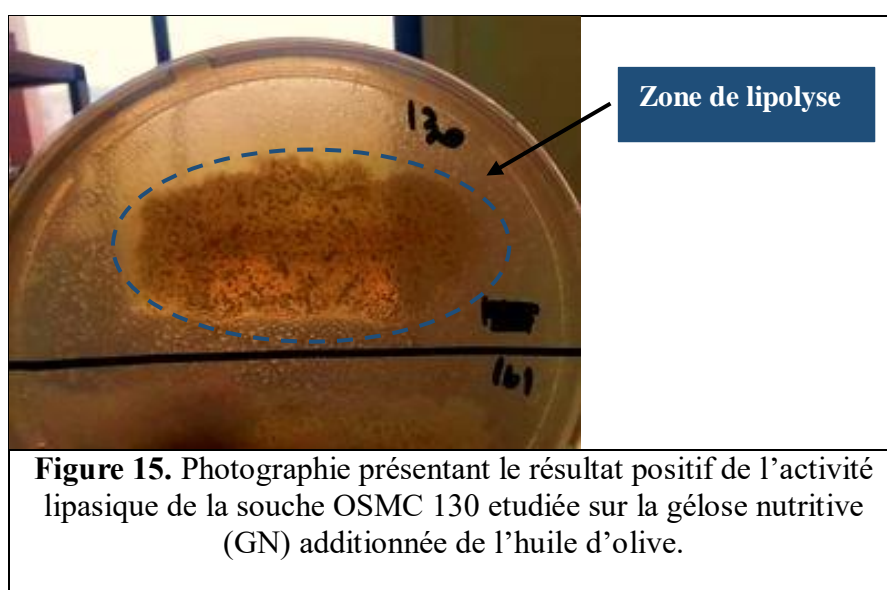 Zone de lipolyse
130
161
Figure 15. Photographie présentant le résultat positif de l’activité
lipasique de la souche OSMC 130 etudiée sur la gélose nutritive
(GN) additionnée de l’huile d’olive.